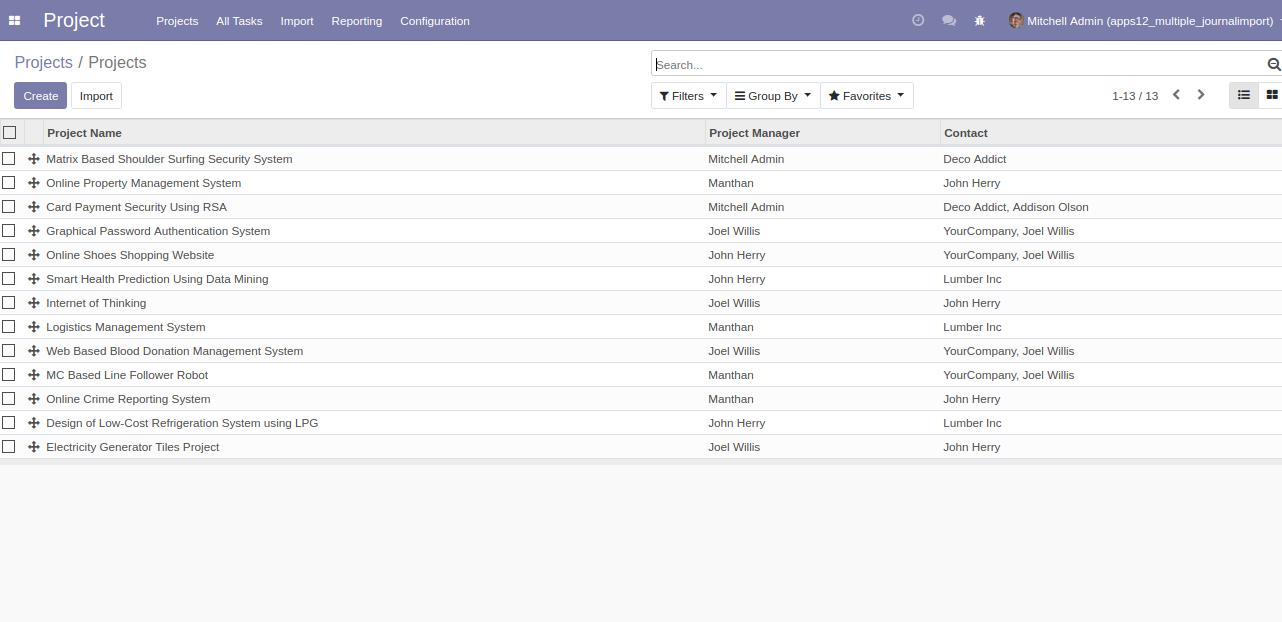 Project Projects All Tasks Import Reporting Configuration Mitchell Admin (apps12_multiple_journalimport)
Projects / Projects
Search...
Create Import
Filters Group By Favorites 1-13 / 13
Project Name Project Manager Contact
Matrix Based Shoulder Surfing Security System Mitchell Admin Deco Addict
Online Property Management System Manthan John Herry
Card Payment Security Using RSA Mitchell Admin Deco Addict, Addison Olson
Graphical Password Authentication System Joel Willis YourCompany, Joel Willis
Online Shoes Shopping Website John Herry YourCompany, Joel Willis
Smart Health Prediction Using Data Mining John Herry Lumber Inc
Internet of Thinking Joel Willis John Herry
Logistics Management System Manthan Lumber Inc
Web Based Blood Donation Management System Joel Willis YourCompany, Joel Willis
MC Based Line Follower Robot Manthan YourCompany, Joel Willis
Online Crime Reporting System Manthan John Herry
Design of Low-Cost Refrigeration System using LPG John Herry Lumber Inc
Electricity Generator Tiles Project Joel Willis John Herry